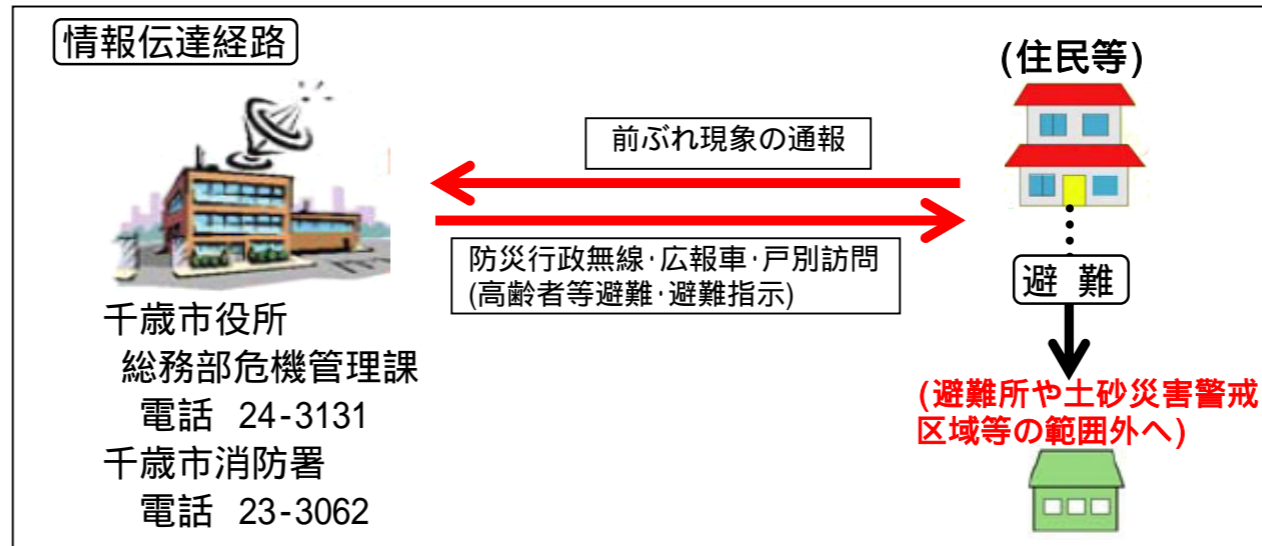 情報伝達経路
(住民等)
前ぶれ現象の通報
防災行政無線･広報車･戸別訪問
(高齢者等避難･避難指示)
避 難
千歳市役所
総務部危機管理課
電話 24-3131
千歳市消防署
電話 23-3062
(避難所や土砂災害警戒
区域等の範囲外へ)